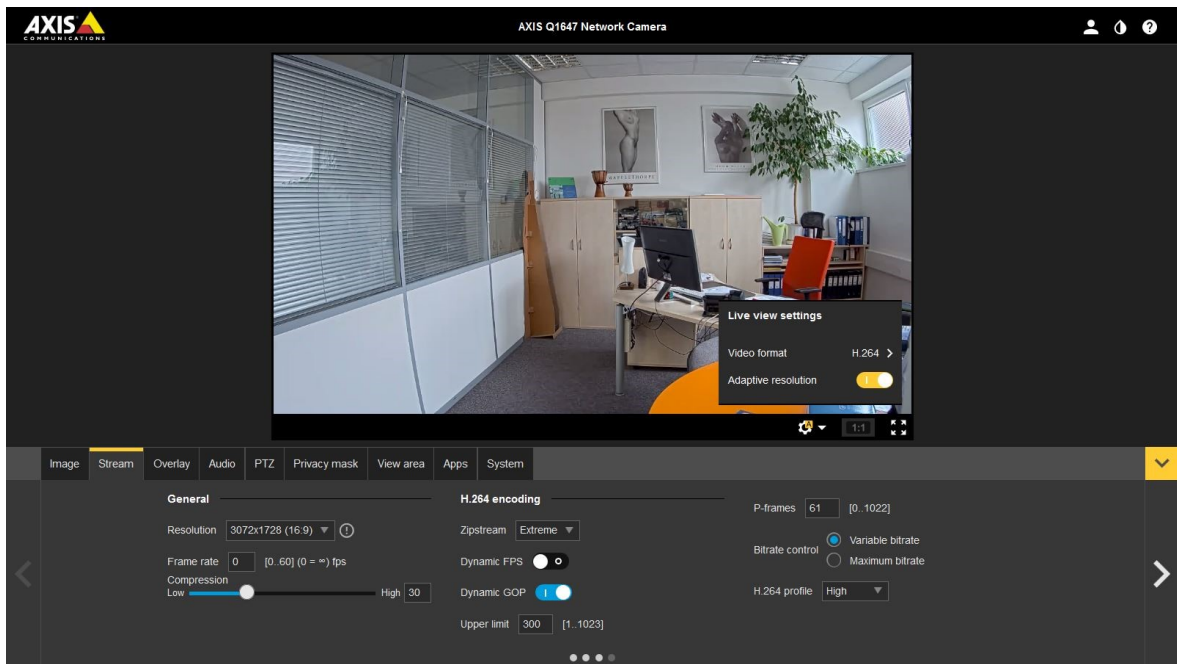 AXIS
COMMUNICATIONS
AXIS Q1647 Network Camera
MAPPLETHORPE
Live view settings
Video format H.264
Adaptive resolution
1:1
Image Stream Overlay Audio PTZ Privacy mask View area Apps System
General
Resolution 3072x1728 (16:9)
Frame rate 0 [0..60] (0 = ∞) fps
Compression
Low High 30
H.264 encoding
Zipstream Extreme
Dynamic FPS
Dynamic GOP
Upper limit 300 [1..1023]
P-frames 61 [0..1022]
Bitrate control Variable bitrate
Maximum bitrate
H.264 profile High